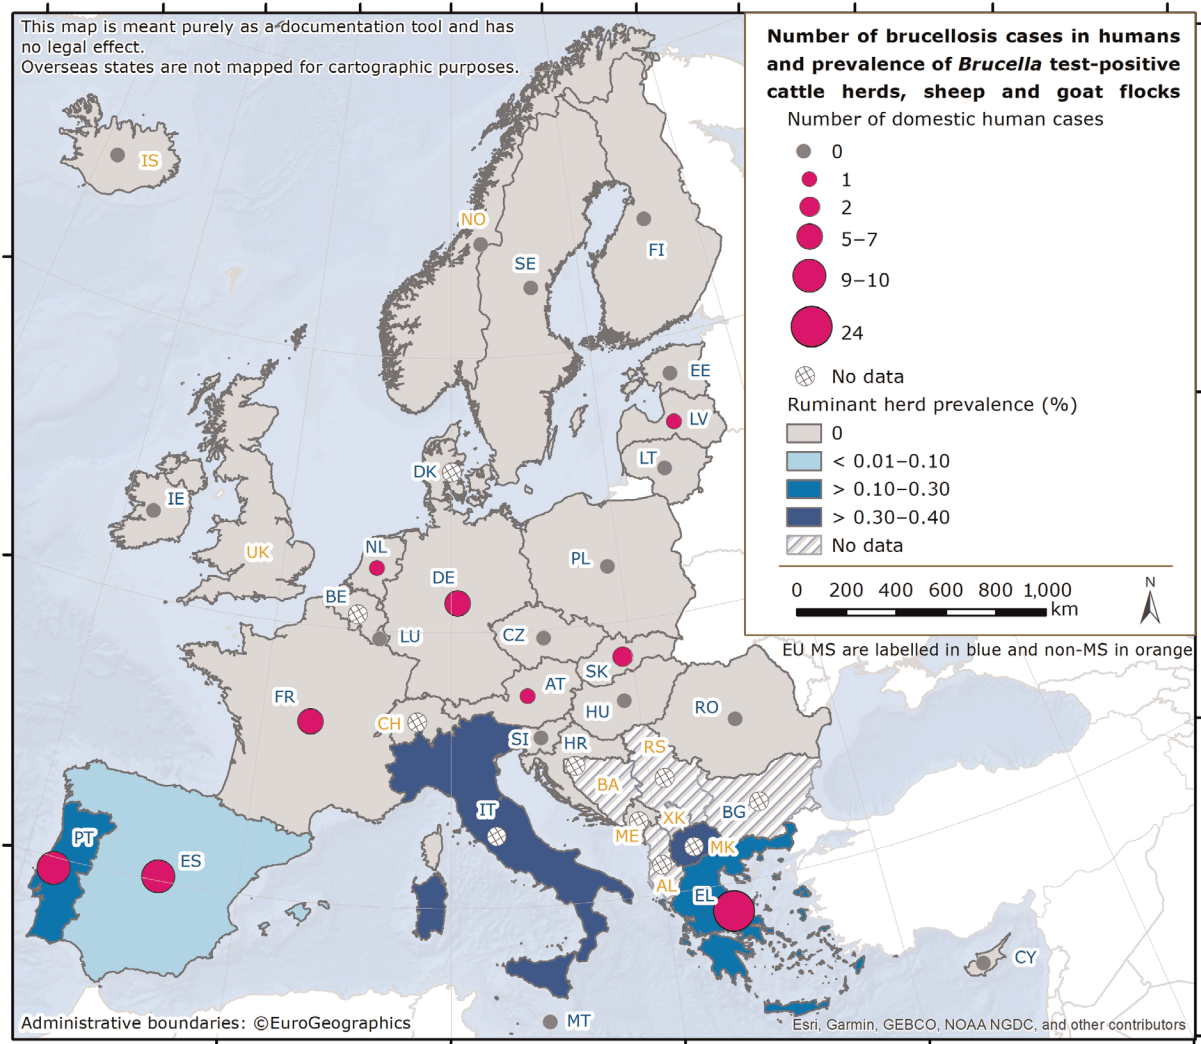 This map is meant purely as a documentation tool and has
no legal effect.
Overseas states are not mapped for cartographic purposes.
Number of brucellosis cases in humans
and prevalence of Brucella test-positive
cattle herds, sheep and goat flocks
Number of domestic human cases
0
1
2
5–7
9–10
24
No data
Ruminant herd prevalence (%)
0
< 0.01–0.10
> 0.10–0.30
> 0.30–0.40
No data
0 200 400 600 800 1,000
km
N
EU MS are labelled in blue and non-MS in orange
IS
NO
SE
FI
EE
LV
LT
DK
IE
UK
NL
DE
PL
BE
LU
CZ
SK
AT
FR
CH
HU
RO
SI
HR
RS
BA
IT
BG
XK
ME
MK
PT
ES
AL
EL
CY
MT
Administrative boundaries: ©EuroGeographics
Esri, Garmin, GEBCO, NOAA NGDC, and other contributors